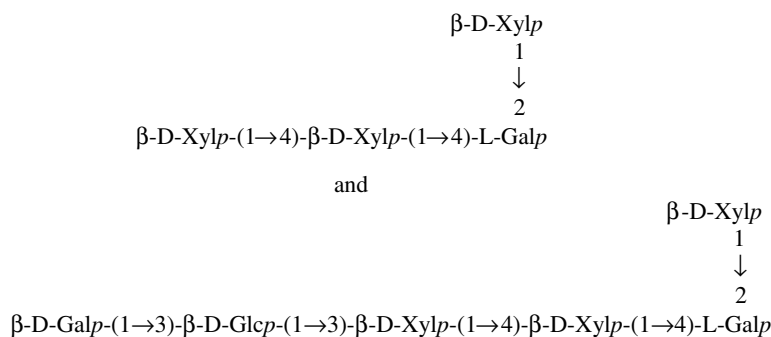 β-D-Xylp
1
↓
2
β-D-Xylp-(1→4)-β-D-Xylp-(1→4)-L-Galp
and
β-D-Xylp
1
↓
2
β-D-Galp-(1→3)-β-D-Glcp-(1→3)-β-D-Xylp-(1→4)-β-D-Xylp-(1→4)-L-Galp